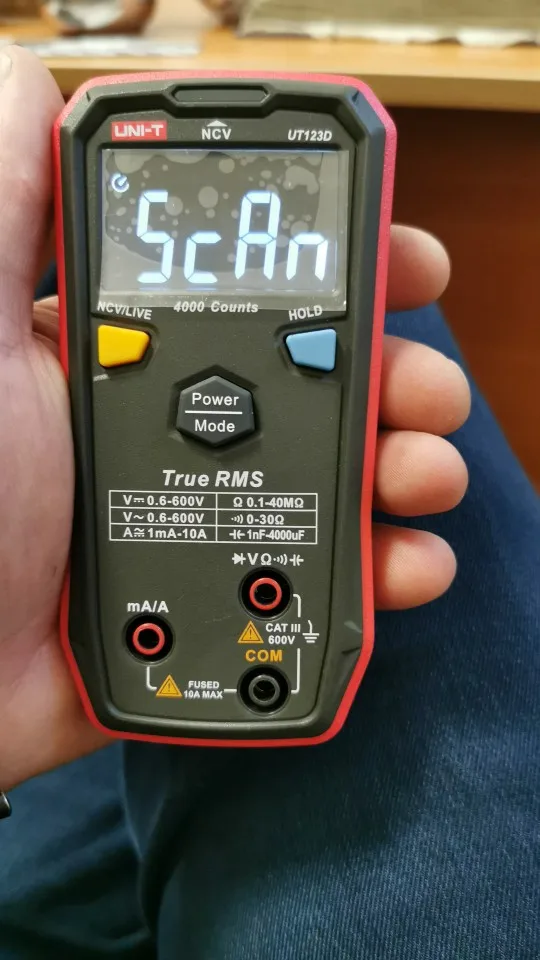 UNI-T NCV UT123D
ScAn
NCV/LIVE 4000 Counts HOLD
Power
Mode
True RMS
V⎓ 0.6-600V Ω 0.1-40MΩ
V~ 0.6-600V 0-30Ω
A 1mA-10A 1nF-4000uF
VΩ
mA/A
CAT III
600V
COM
FUSED
10A MAX